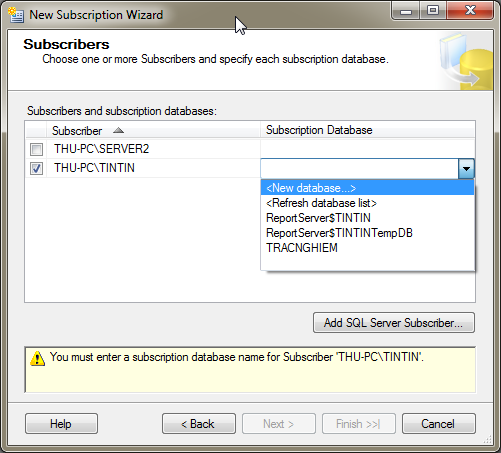 New Subscription Wizard
Subscribers
Choose one or more Subscribers and specify each subscription database.
Subscribers and subscription databases:
Subscriber Subscription Database
THU-PC\SERVER2
THU-PC\TINTIN
<New database...>
<Refresh database list>
ReportServer$TINTIN
ReportServer$TINTINTempDB
TRACNGHIEM
Add SQL Server Subscriber...
You must enter a subscription database name for Subscriber 'THU-PC\TINTIN'.
Help < Back Next > Finish >>| Cancel